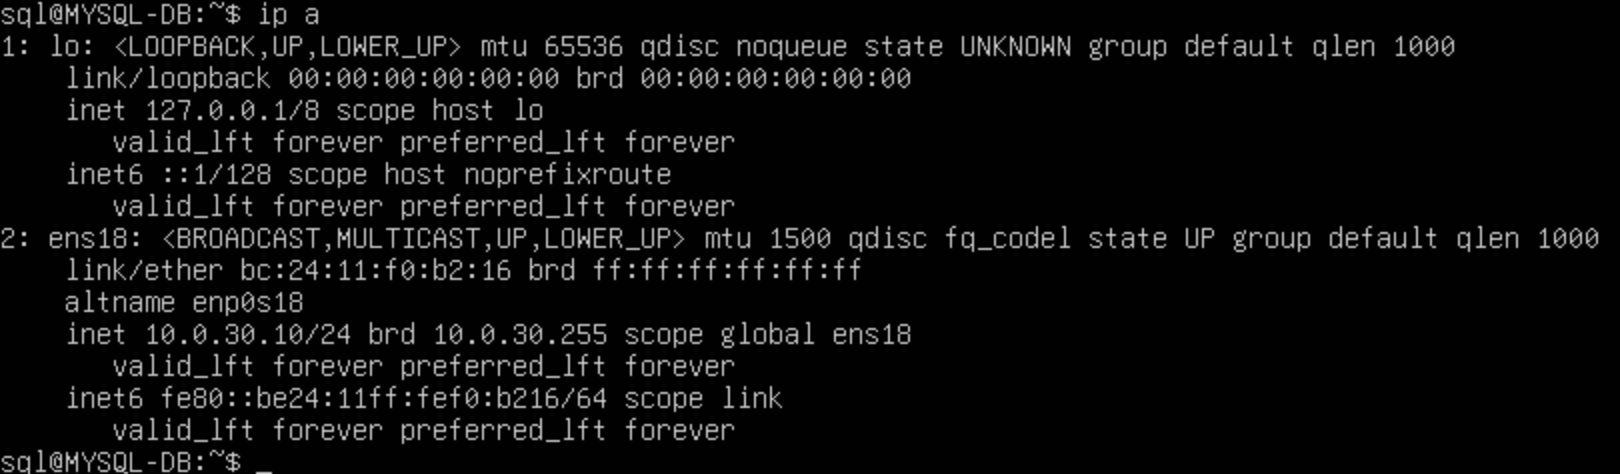 sql@MYSQL-DB:~$ ip a
1: lo: <LOOPBACK,UP,LOWER_UP> mtu 65536 qdisc noqueue state UNKNOWN group default qlen 1000
    link/loopback 00:00:00:00:00:00 brd 00:00:00:00:00:00
    inet 127.0.0.1/8 scope host lo
       valid_lft forever preferred_lft forever
    inet6 ::1/128 scope host noprefixroute
       valid_lft forever preferred_lft forever
2: ens18: <BROADCAST,MULTICAST,UP,LOWER_UP> mtu 1500 qdisc fq_codel state UP group default qlen 1000
    link/ether bc:24:11:f0:b2:16 brd ff:ff:ff:ff:ff:ff
    altname enp0s18
    inet 10.0.30.10/24 brd 10.0.30.255 scope global ens18
       valid_lft forever preferred_lft forever
    inet6 fe80::be24:11ff:fef0:b216/64 scope link
       valid_lft forever preferred_lft forever
sql@MYSQL-DB:~$ _